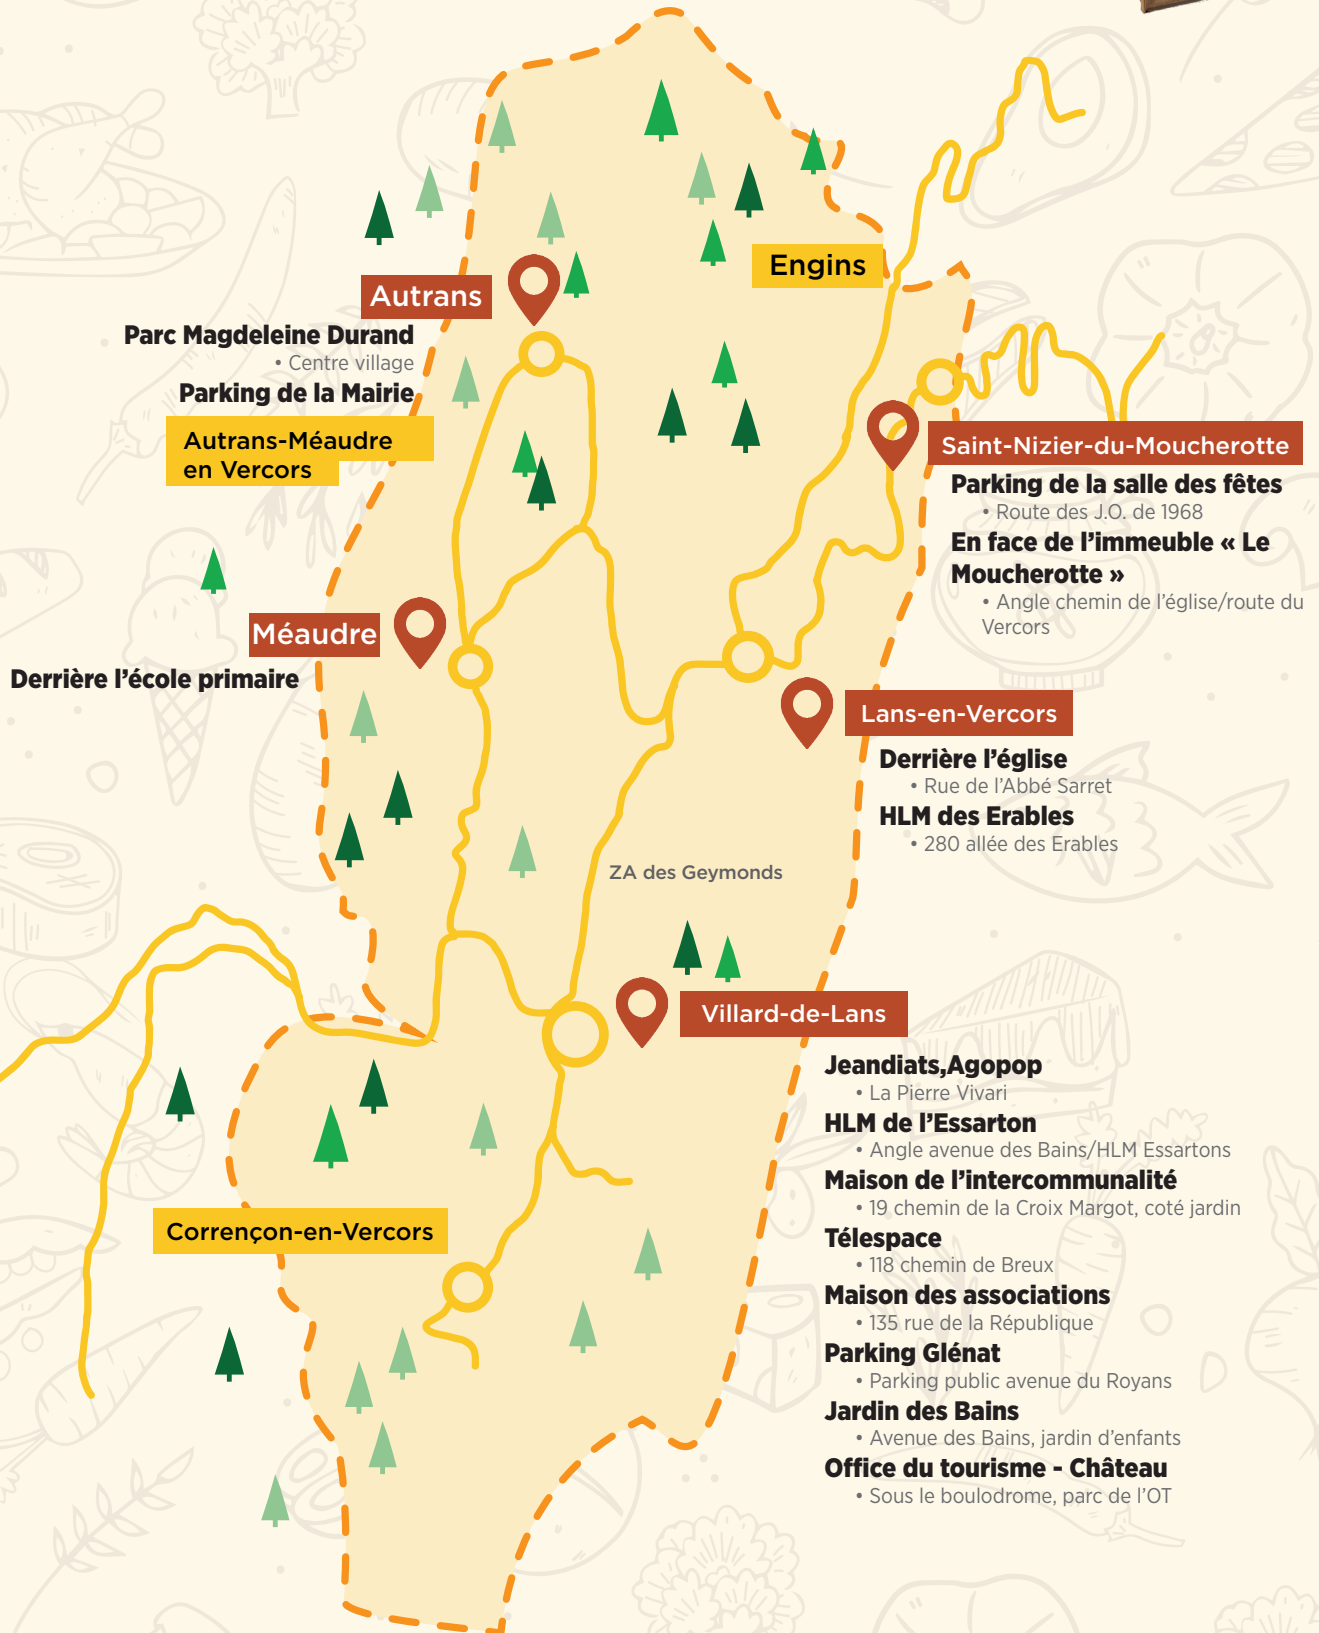 Engins
Autrans
Parc Magdeleine Durand
• Centre village
Parking de la Mairie
Autrans-Méaudre
en Vercors
Saint-Nizier-du-Moucherotte
Parking de la salle des fêtes
• Route des J.O. de 1968
En face de l’immeuble « Le
Moucherotte »
• Angle chemin de l’église/route du
Vercors
Méaudre
Derrière l’école primaire
Lans-en-Vercors
Derrière l’église
• Rue de l’Abbé Sarret
HLM des Erables
• 280 allée des Erables
ZA des Geymonds
Villard-de-Lans
Jeandiats,Agopop
• La Pierre Vivari
HLM de l’Essarton
• Angle avenue des Bains/HLM Essartons
Maison de l’intercommunalité
• 19 chemin de la Croix Margot, coté jardin
Télespace
• 118 chemin de Breux
Maison des associations
• 135 rue de la République
Parking Glénat
• Parking public avenue du Royans
Jardin des Bains
• Avenue des Bains, jardin d’enfants
Office du tourisme - Château
• Sous le boulodrome, parc de l’OT
Corrençon-en-Vercors